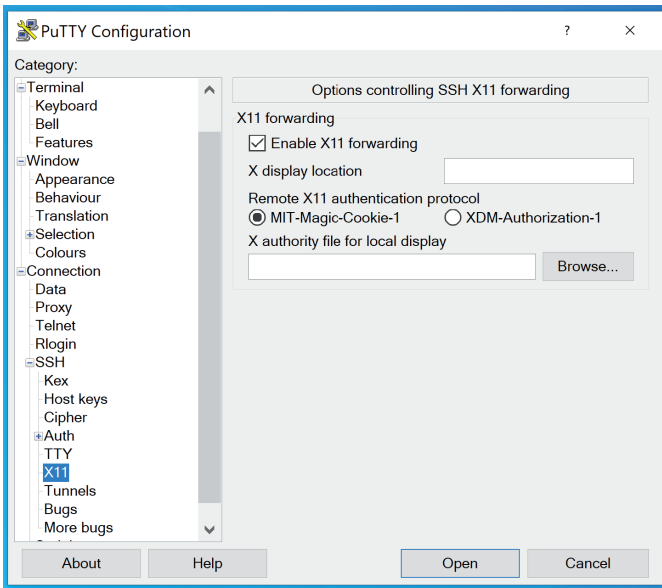 PuTTY Configuration
?
Category:
Terminal
Keyboard
Bell
Features
Window
Appearance
Behaviour
Translation
Selection
Colours
Connection
Data
Proxy
Telnet
Rlogin
SSH
Kex
Host keys
Cipher
Auth
TTY
X11
Tunnels
Bugs
More bugs
Options controlling SSH X11 forwarding
X11 forwarding
Enable X11 forwarding
X display location
Remote X11 authentication protocol
MIT-Magic-Cookie-1 XDM-Authorization-1
X authority file for local display
Browse...
About Help Open Cancel